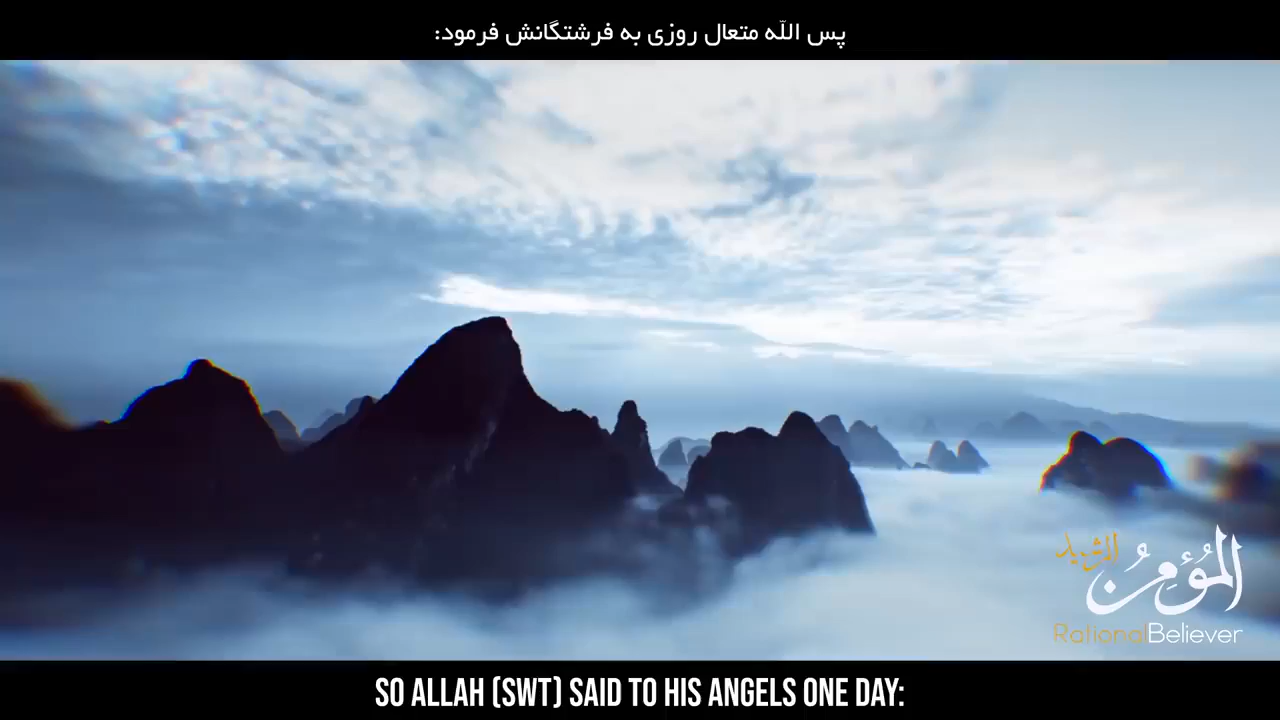 پس اللّه متعال روزی به فرشتگانش فرمود:
المؤمنُ
الرشيد
RationalBeliever
SO ALLAH (SWT) SAID TO HIS ANGELS ONE DAY: